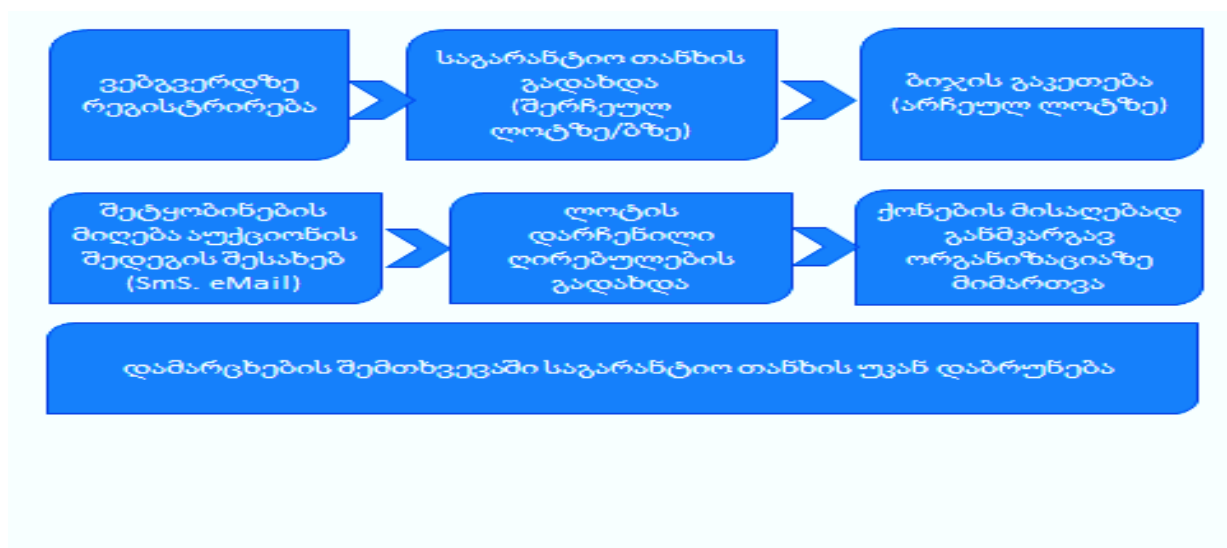 ვებგვერდზე
რეგისტრირება
საგარანტიო თანხის
გადახდა
(შერჩეულ
ლოტზე/ბზე)
ბიჯის გაკეთება
(არჩეულ ლოტზე)
შეტყობინების
მიღება აუქციონის
შედეგის შესახებ
(SmS. eMail)
ლოტის
დარჩენილი
ღირებულების
გადახდა
ქონების მისაღებად
განმკარგავ
ორგანიზაციაზე
მიმართვა
დამარცხების შემთხვევაში საგარანტიო თანხის უკან დაბრუნება